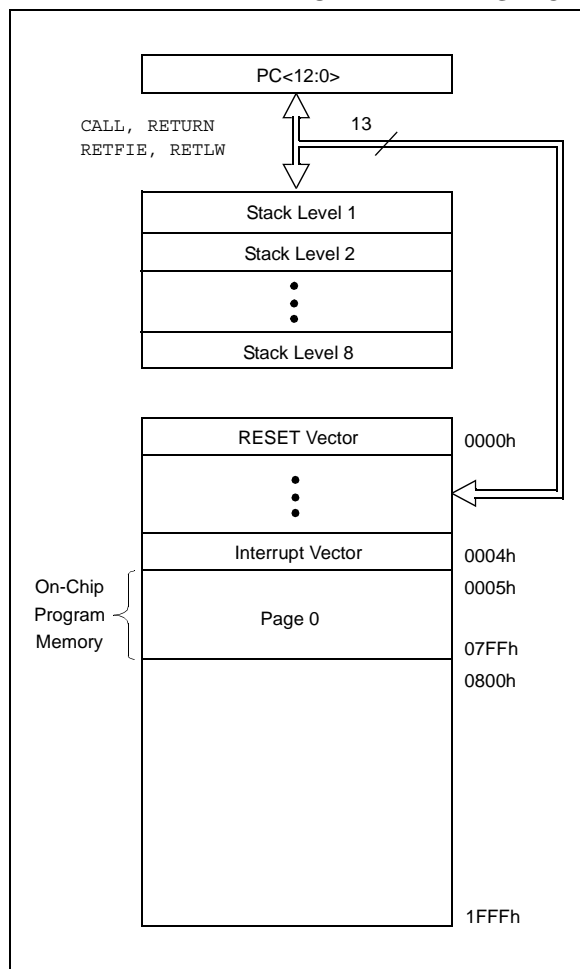 PC<12:0>
CALL, RETURN
RETFIE, RETLW
13
Stack Level 1
Stack Level 2
Stack Level 8
RESET Vector
0000h
Interrupt Vector
0004h
On-Chip
Program
Memory
Page 0
0005h
07FFh
0800h
1FFFh